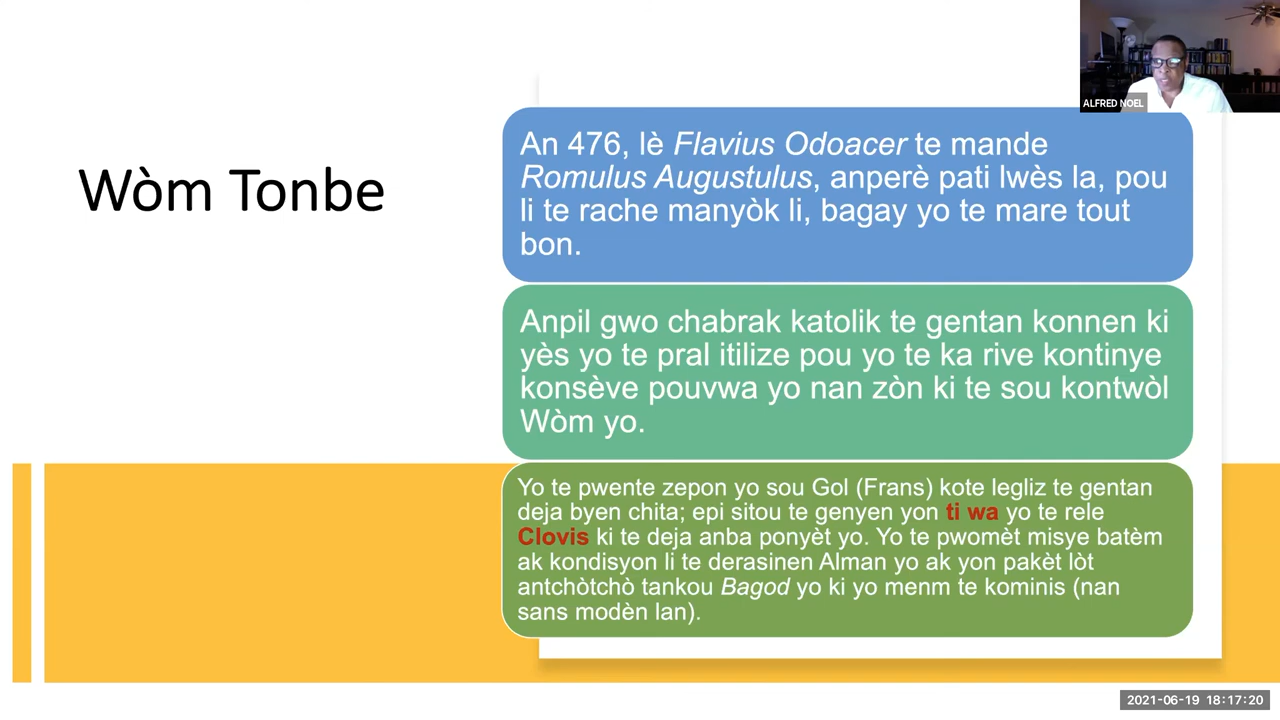 ALFRED NOEL
Wòm Tonbe
An 476, lè Flavius Odoacer te mande
Romulus Augustulus, anperè pati lwès la, pou
li te rache manyòk li, bagay yo te mare tout
bon.
Anpil gwo chabrak katolik te gentan konnen ki
yès yo te pral itilize pou yo te ka rive kontinye
konsève pouvwa yo nan zòn ki te sou kontwòl
Wòm yo.
Yo te pwente zepon yo sou Gol (Frans) kote legliz te gentan
deja byen chita; epi sitou te genyen yon ti wa yo te rele
Clovis ki te deja anba ponyèt yo. Yo te pwomèt misye batèm
ak kondisyon li te derasinen Alman yo ak yon pakèt lòt
antchòtchò tankou Bagod yo ki yo menm te kominis (nan
sans modèn lan).
2021-06-19 18:17:20